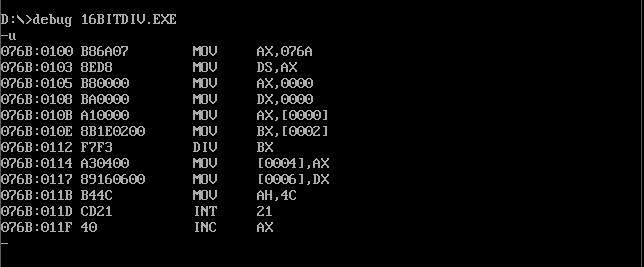 D:\>debug 16BITDIV.EXE
-u
076B:0100 B86A07        MOV     AX,076A
076B:0103 8ED8          MOV     DS,AX
076B:0105 B80000        MOV     AX,0000
076B:0108 BA0000        MOV     DX,0000
076B:010B A10000        MOV     AX,[0000]
076B:010E 8B1E0200      MOV     BX,[0002]
076B:0112 F7F3          DIV     BX
076B:0114 A30400        MOV     [0004],AX
076B:0117 89160600      MOV     [0006],DX
076B:011B B44C          MOV     AH,4C
076B:011D CD21          INT     21
076B:011F 40            INC     AX
-